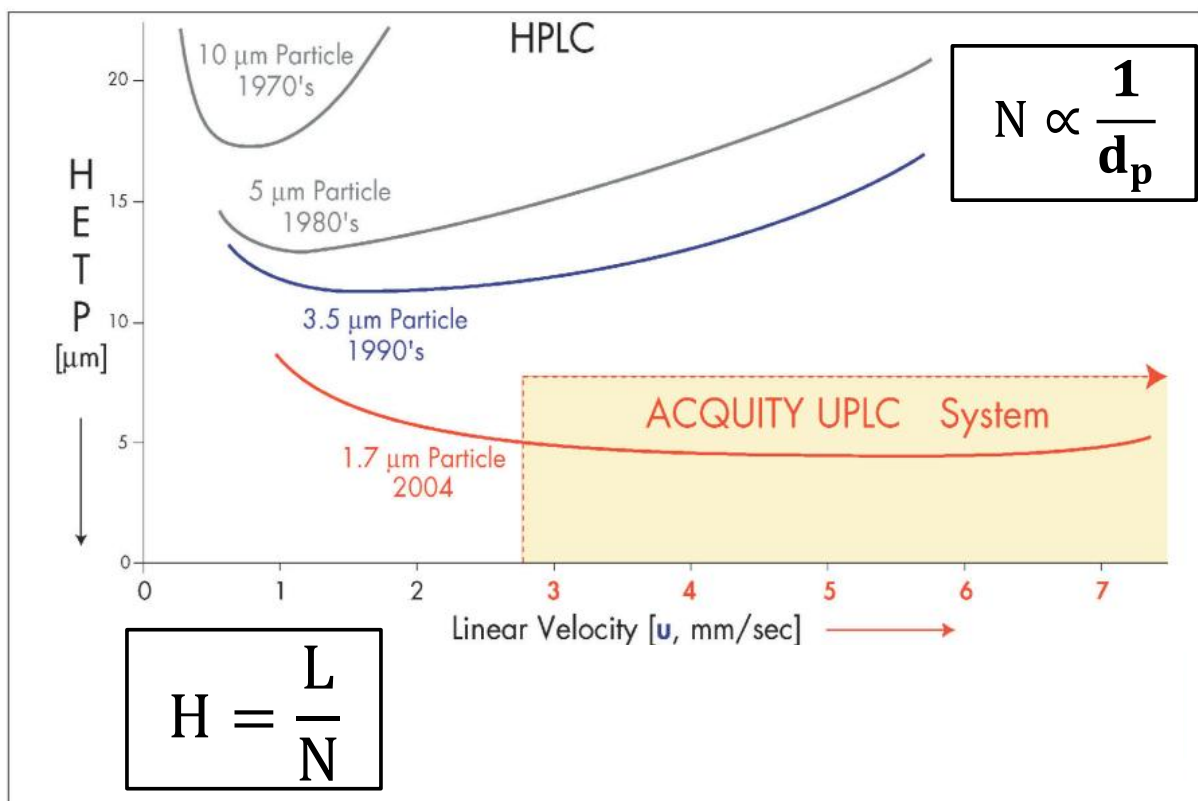 HPLC
10 μm Particle
1970's
N ∝ 1/dp
20
H
E
T
P
[μm]
5 μm Particle
1980's
15
3.5 μm Particle
1990's
10
ACQUITY UPLC System
1.7 μm Particle
2004
5
0
0 1 2 3 4 5 6 7
Linear Velocity [u, mm/sec]
H = L/N